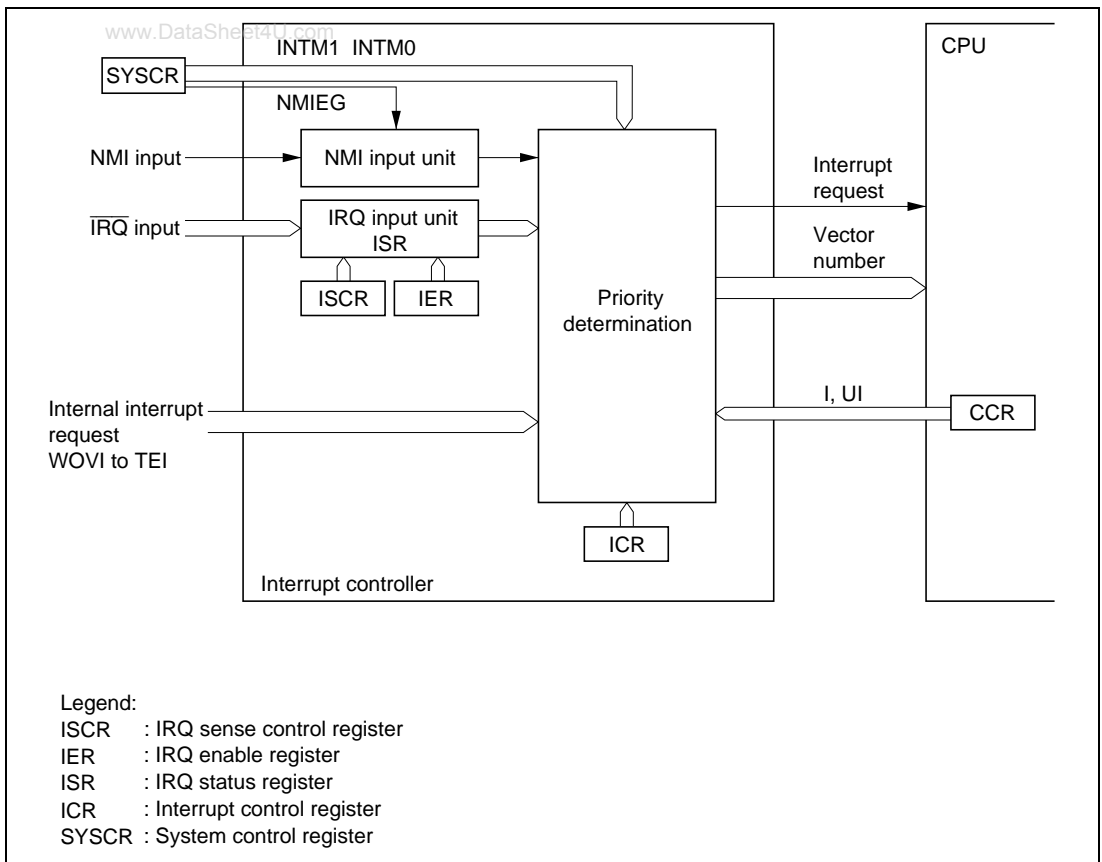 www.DataSheet4U.com
INTM1 INTM0
CPU
SYSCR
NMIEG
NMI input
NMI input unit
Interrupt
request
IRQ input
IRQ input unit
ISR
Vector
number
ISCR
IER
Priority
determination
I, UI
CCR
Internal interrupt
request
WOVI to TEI
ICR
Interrupt controller
Legend:
ISCR : IRQ sense control register
IER : IRQ enable register
ISR : IRQ status register
ICR : Interrupt control register
SYSCR : System control register